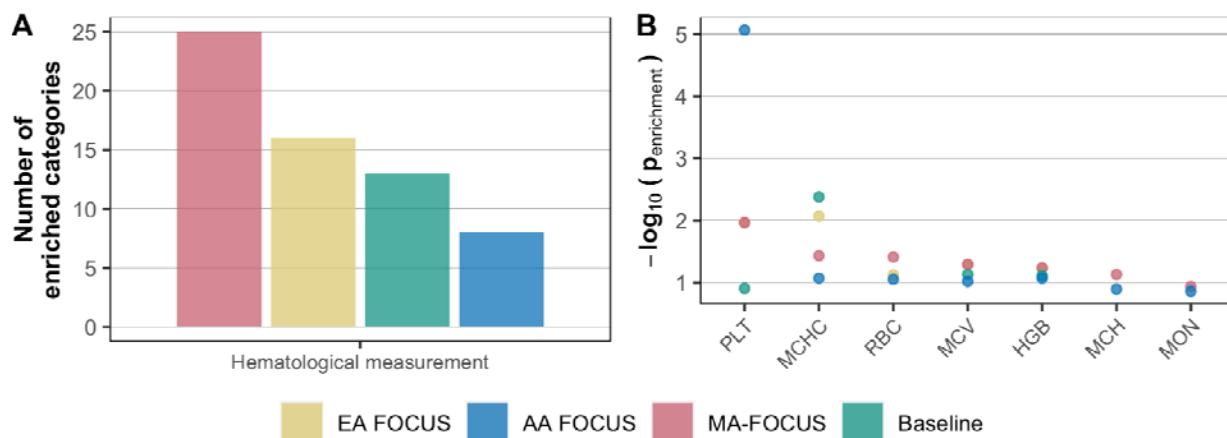 A
Number of
enriched categories
25
20
15
10
5
0
Hematological measurement
B
−log10 ( penrichment)
5
4
3
2
1
PLT
MCHC
RBC
MCV
HGB
MCH
MON
EA FOCUS
AA FOCUS
MA-FOCUS
Baseline